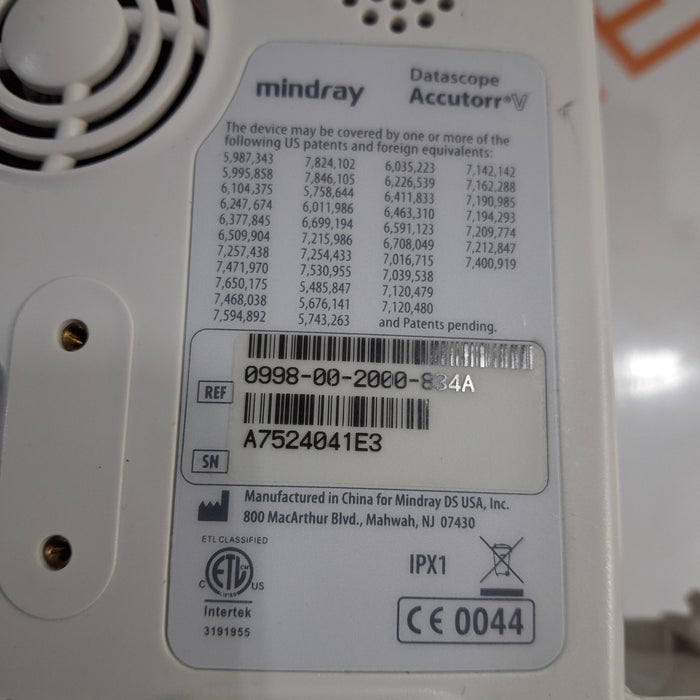 mindray
Datascope
Accutorr® V
The device may be covered by one or more of the
following US patents and foreign equivalents:
5,987,343 7,824,102 6,035,223 7,142,142
5,995,858 7,846,105 6,226,539 7,162,288
6,104,375 5,758,644 6,411,833 7,190,985
6,247,674 6,011,986 6,463,310 7,194,293
6,377,845 6,699,194 6,591,123 7,209,774
6,509,904 7,215,986 6,708,049 7,212,847
7,257,438 7,254,433 7,016,715 7,400,919
7,471,970 7,530,955 7,039,538
7,650,175 5,485,847 7,120,479
7,468,038 5,676,141 7,120,480
7,594,892 5,743,263 and Patents pending.
REF 0998-00-2000-834A
SN A7524041E3
Manufactured in China for Mindray DS USA, Inc.
800 MacArthur Blvd., Mahwah, NJ 07430
ETL CLASSIFIED
C ETL CM US
LISTED
Intertek
3191955
IPX1
CE 0044